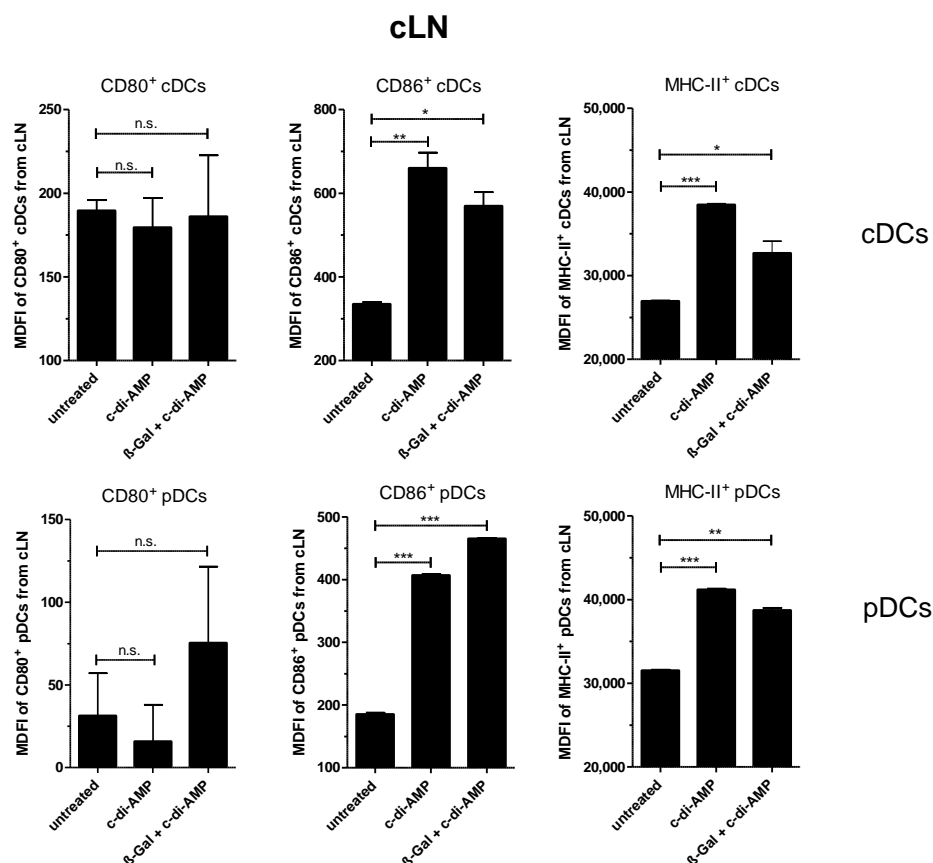 cLN
CD80+ cDCs
MDFI of CD80+ cDCs from cLN
250
200
150
100
n.s.
n.s.
untreated
c-di-AMP
ß-Gal + c-di-AMP
CD86+ cDCs
MDFI of CD86+ cDCs from cLN
800
600
400
200
*
**
untreated
c-di-AMP
ß-Gal + c-di-AMP
MHC-II+ cDCs
MDFI of MHC-II+ cDCs from cLN
50,000
40,000
30,000
20,000
*
***
untreated
c-di-AMP
ß-Gal + c-di-AMP
cDCs
CD80+ pDCs
MDFI of CD80+ pDCs from cLN
150
100
50
0
n.s.
n.s.
untreated
c-di-AMP
ß-Gal + c-di-AMP
CD86+ pDCs
MDFI of CD86+ pDCs from cLN
500
400
300
200
100
***
***
untreated
c-di-AMP
ß-Gal + c-di-AMP
MHC-II+ pDCs
MDFI of MHC-II+ pDCs from cLN
50,000
40,000
30,000
20,000
**
***
untreated
c-di-AMP
ß-Gal + c-di-AMP
pDCs